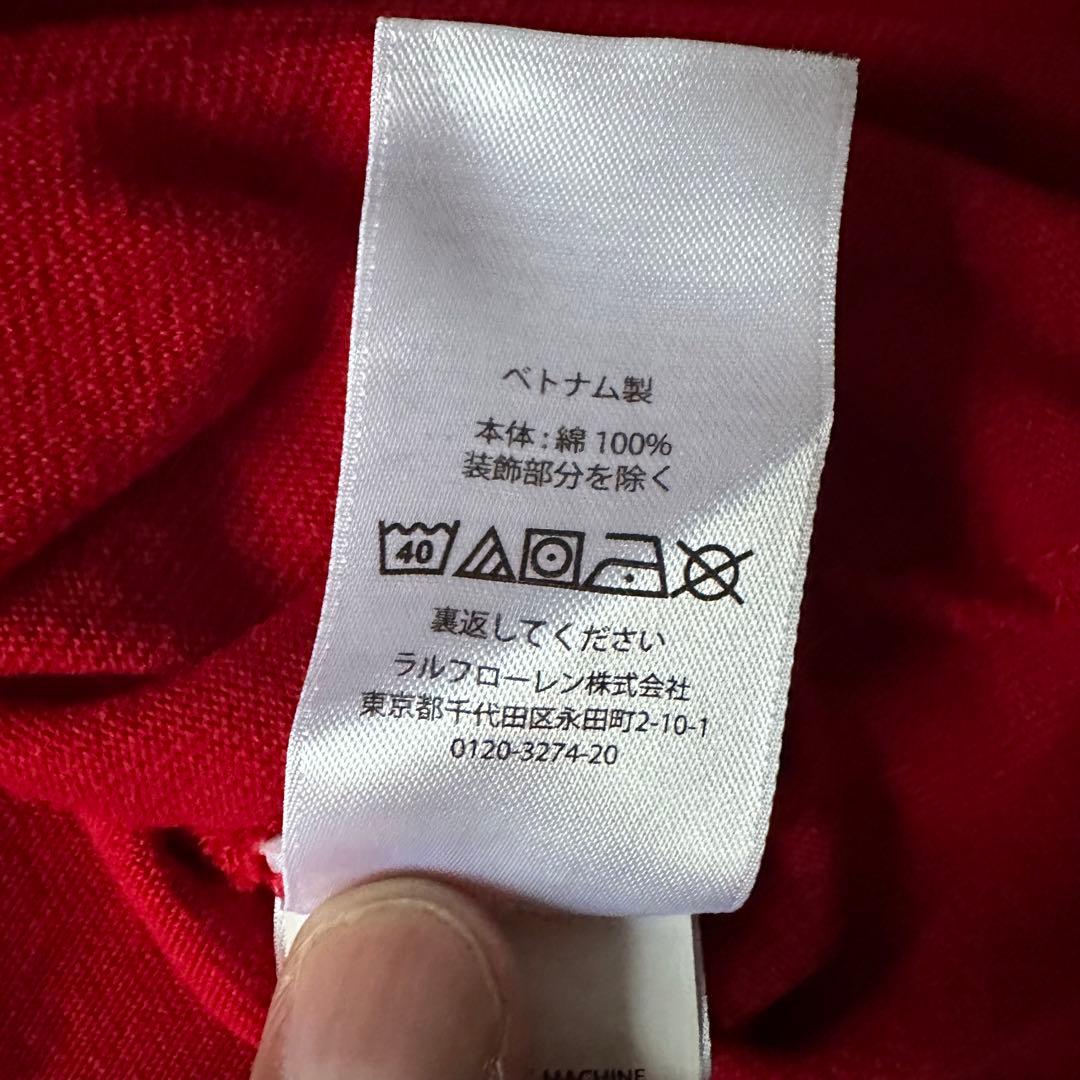 ベトナム製
本体:綿 100%
装飾部分を除く
40
裏返してください
ラルフローレン株式会社
東京都千代田区永田町2-10-1
0120-3274-20
MACHINE